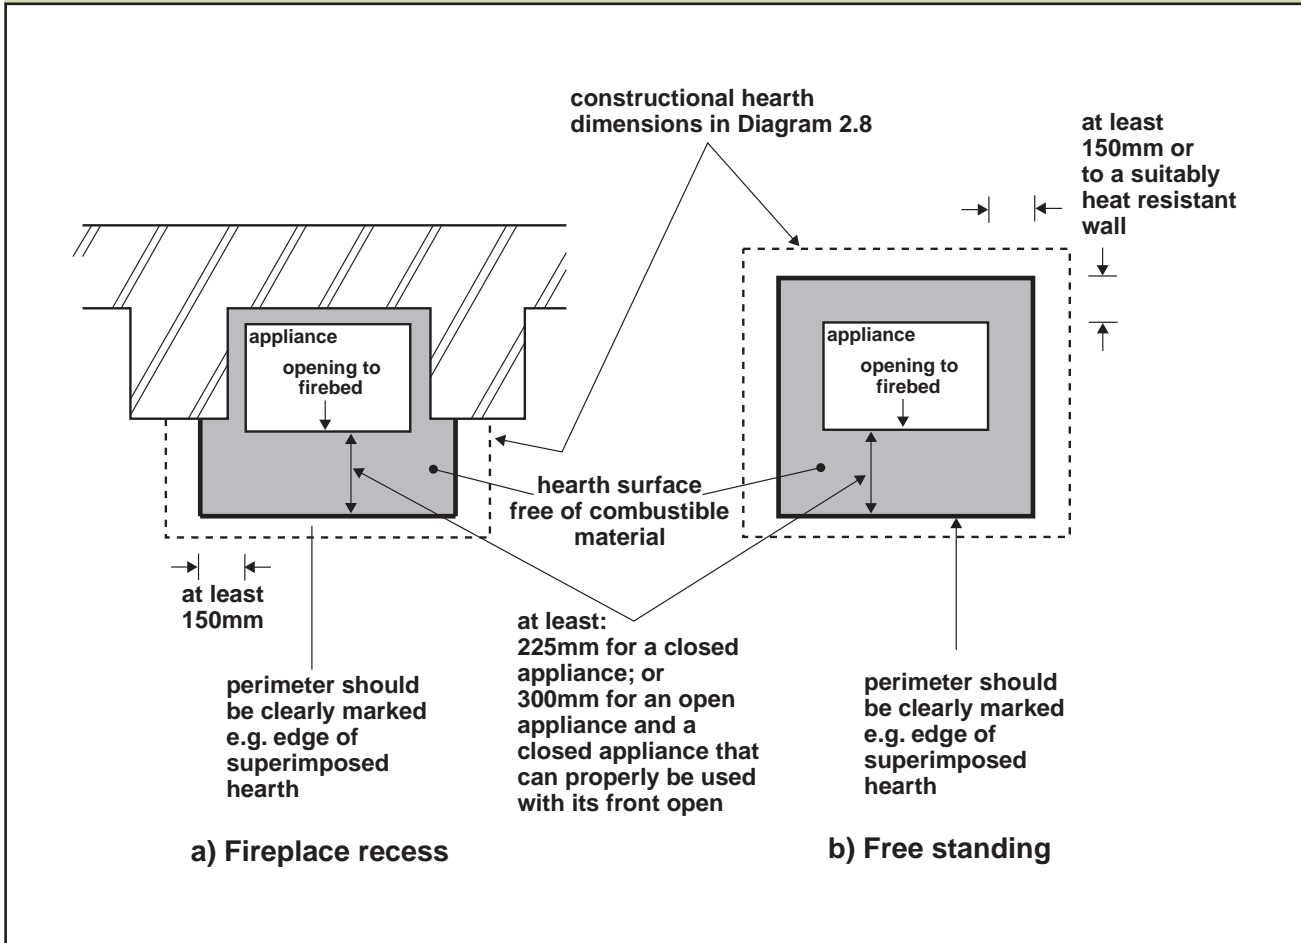 constructional hearth
dimensions in Diagram 2.8
at least
150mm or
to a suitably
heat resistant
wall
appliance
opening to
firebed
appliance
opening to
firebed
hearth surface
free of combustible
material
at least
150mm
at least:
225mm for a closed
appliance; or
300mm for an open
appliance and a
closed appliance that
can properly be used
with its front open
perimeter should
be clearly marked
e.g. edge of
superimposed
hearth
perimeter should
be clearly marked
e.g. edge of
superimposed
hearth
a) Fireplace recess
b) Free standing